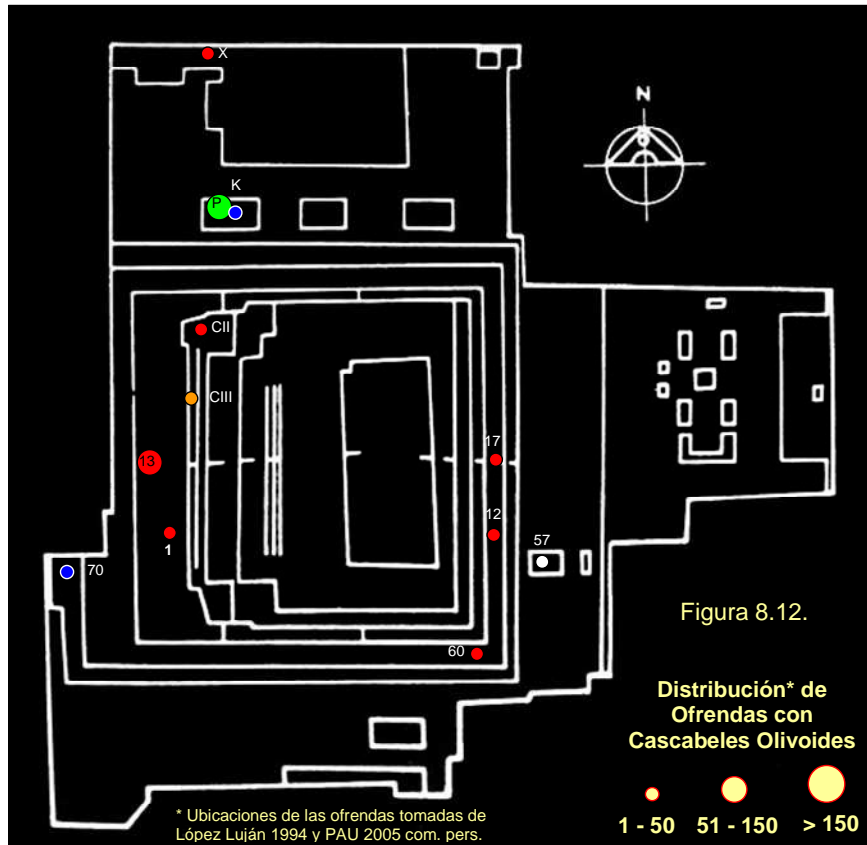 X
N
K
P
CII
CIII
13
17
12
1
57
70
60
Figura 8.12.
Distribución* de
Ofrendas con
Cascabeles Olivoides
1 - 50 51 - 150 > 150
* Ubicaciones de las ofrendas tomadas de
López Luján 1994 y PAU 2005 com. pers.